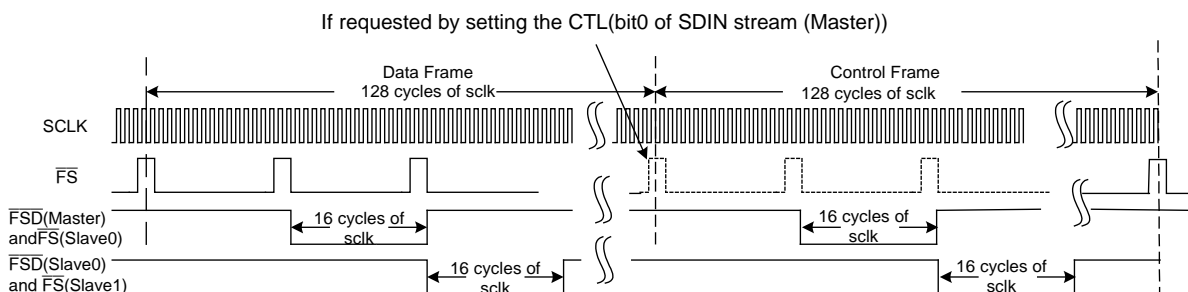 If requested by setting the CTL(bit0 of SDIN stream (Master))
Data Frame
128 cycles of sclk
Control Frame
128 cycles of sclk
SCLK
FS
FSD(Master)
andFS(Slave0)
16 cycles of
sclk
16 cycles of
sclk
FSD(Slave0)
and FS(Slave1)
16 cycles of
sclk
16 cycles of
sclk